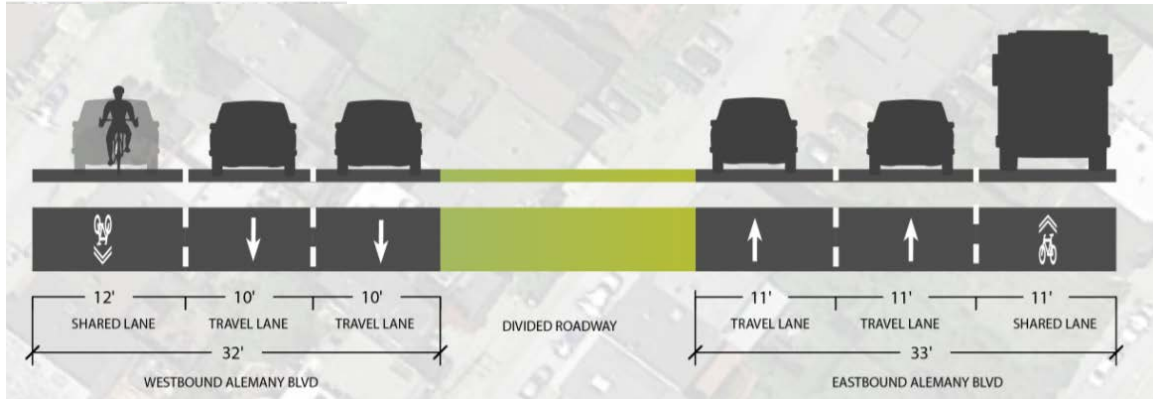 12' 10' 10' 11' 11' 11'
SHARED LANE TRAVEL LANE TRAVEL LANE DIVIDED ROADWAY TRAVEL LANE TRAVEL LANE SHARED LANE
32' 33'
WESTBOUND ALEMANY BLVD EASTBOUND ALEMANY BLVD